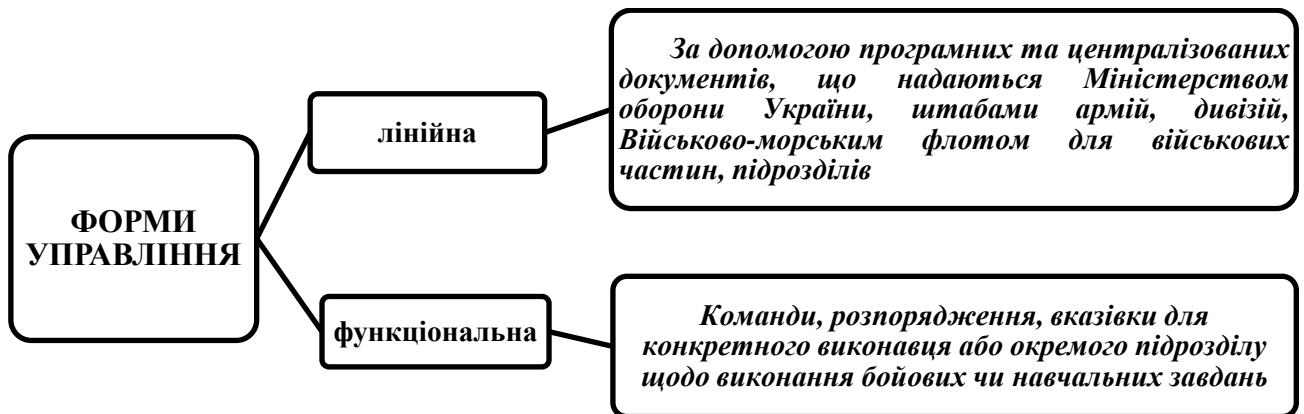 ФОРМИ
УПРАВЛІННЯ
лінійна
За допомогою програмних та централізованих
документів, що надаються Міністерством
оборони України, штабами армій, дивізій,
Військово-морським флотом для військових
частин, підрозділів
функціональна
Команди, розпорядження, вказівки для
конкретного виконавця або окремого підрозділу
щодо виконання бойових чи навчальних завдань